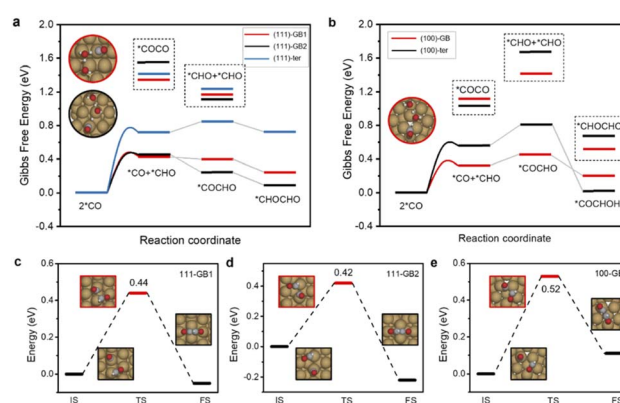 a
Gibbs Free Energy (eV)
2.0
1.6
1.2
0.8
0.4
0.0
-0.4
*COCO
*CHO+*CHO
(111)-GB1
(111)-GB2
(111)-ter
*CO+*CHO
*COCHO
*CHOCHO
2*CO
Reaction coordinate
b
Gibbs Free Energy (eV)
2.0
1.6
1.2
0.8
0.4
0.0
-0.4
(100)-GB
(100)-ter
*CHO+*CHO
*COCO
*CHOCHO
*CO+*CHO
*COCHO
2*CO
*COCHOH
Reaction coordinate
c
Energy (eV)
0.6
0.4
0.2
0.0
0.44
111-GB1
IS
TS
FS
d
Energy (eV)
0.4
0.2
0.0
-0.2
0.42
111-GB2
IS
TS
FS
e
Energy (eV)
0.6
0.4
0.2
0.0
0.52
100-GB
IS
TS
FS